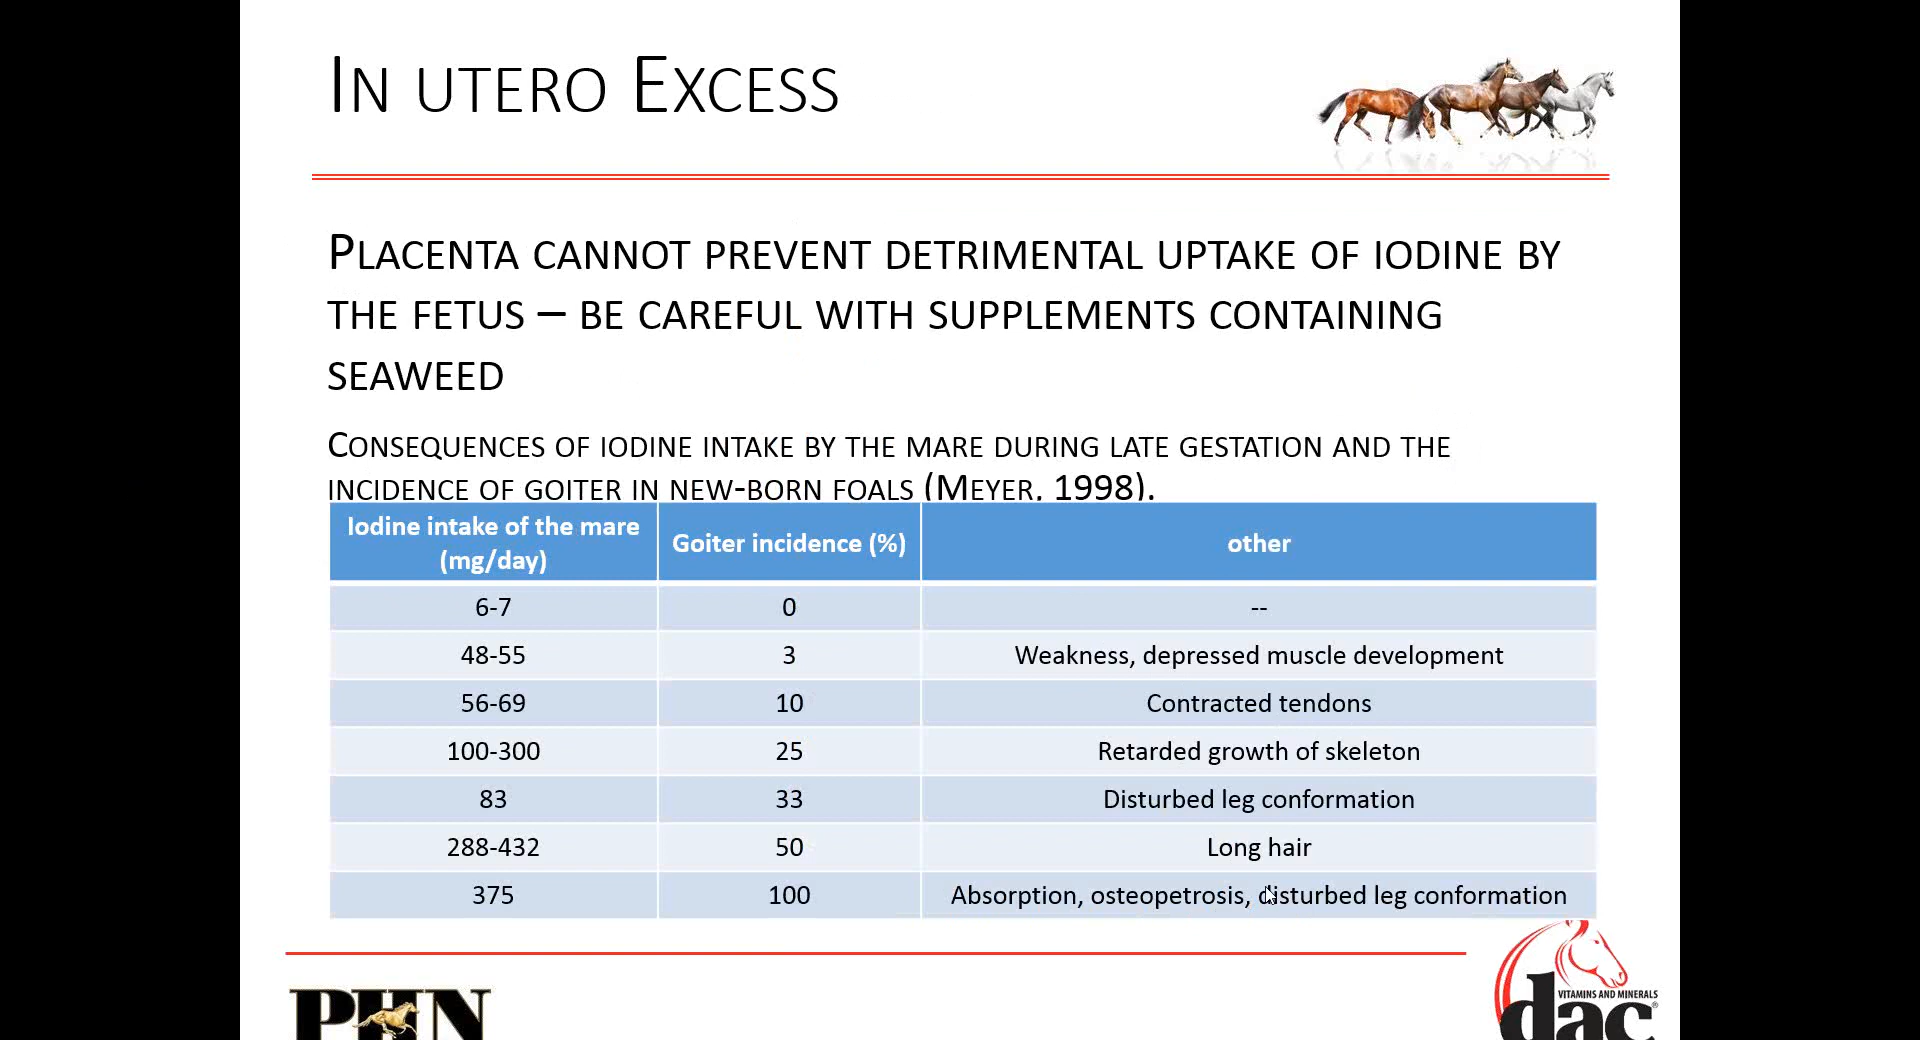 In utero Excess
Placenta cannot prevent detrimental uptake of iodine by
the fetus – be careful with supplements containing
seaweed
Consequences of iodine intake by the mare during late gestation and the
incidence of goiter in new-born foals (Meyer, 1998).
Iodine intake of the mare (mg/day) Goiter incidence (%) other
6-7 0 --
48-55 3 Weakness, depressed muscle development
56-69 10 Contracted tendons
100-300 25 Retarded growth of skeleton
83 33 Disturbed leg conformation
288-432 50 Long hair
375 100 Absorption, osteopetrosis, disturbed leg conformation
PHN
VITAMINS AND MINERALS
dac®